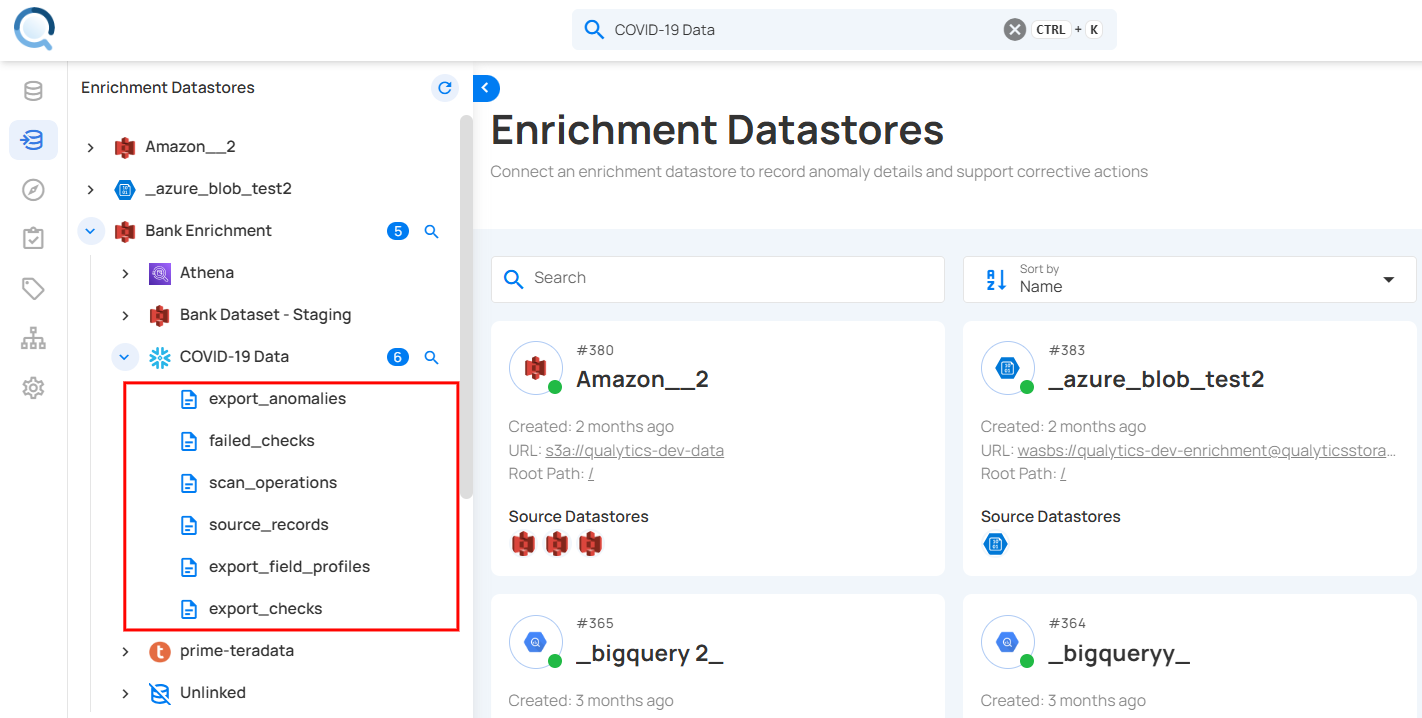 COVID-19 Data
CTRL + K
Enrichment Datastores
Amazon__2
_azure_blob_test2
Bank Enrichment 5
Athena
Bank Dataset - Staging
COVID-19 Data 6
export_anomalies
failed_checks
scan_operations
source_records
export_field_profiles
export_checks
prime-teradata
Unlinked
Enrichment Datastores
Connect an enrichment datastore to record anomaly details and support corrective actions
Search
Sort by
Name
#380
Amazon__2
Created: 2 months ago
URL: s3a://qualytics-dev-data
Root Path: /
Source Datastores
#383
_azure_blob_test2
Created: 2 months ago
URL: wasbs://qualytics-dev-enrichment@qualyticsstora...
Root Path: /
Source Datastores
#365
_bigquery 2_
Created: 3 months ago
#364
_bigqueryy_
Created: 3 months ago